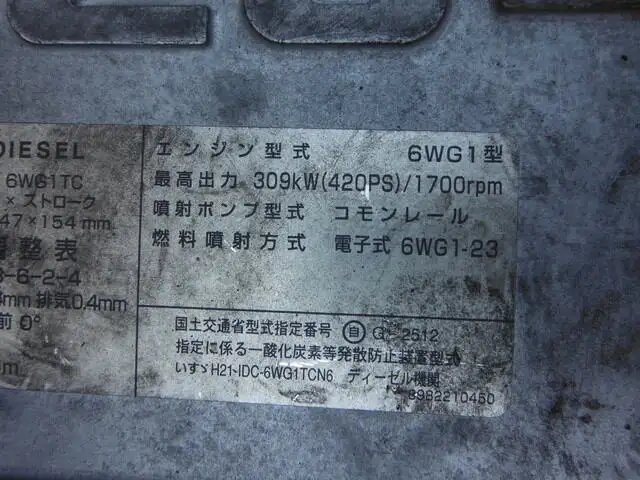 DIESEL
6WG1TC
× ストローク
47×154mm
整表
3-6-2-4
mm 排気0.4mm
前 0°
エンジン型式 6WG1型
最高出力 309kW(420PS)/1700rpm
噴射ポンプ型式 コモンレール
燃料噴射方式 電子式 6WG1-23
国土交通省型式指定番号 自 G-2512
指定に係る一酸化炭素等発散防止装置型式
いすゞH21-IDC-6WG1TCN6 ディーゼル機関
8982210450